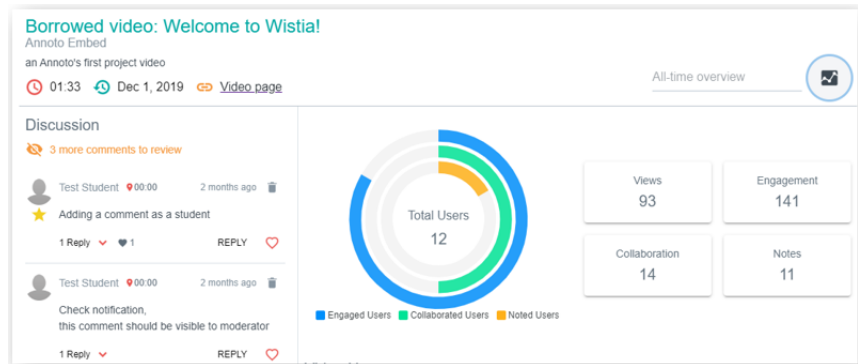 Borrowed video: Welcome to Wistia!
Annoto Embed
an Annoto's first project video
01:33 Dec 1, 2019 Video page
All-time overview
Discussion
3 more comments to review
Test Student 00:00 2 months ago
Adding a comment as a student
1 Reply 1 REPLY
Test Student 00:00 2 months ago
Check notification,
this comment should be visible to moderator
1 Reply REPLY
Total Users
12
Engaged Users Collaborated Users Noted Users
Views
93
Engagement
141
Collaboration
14
Notes
11